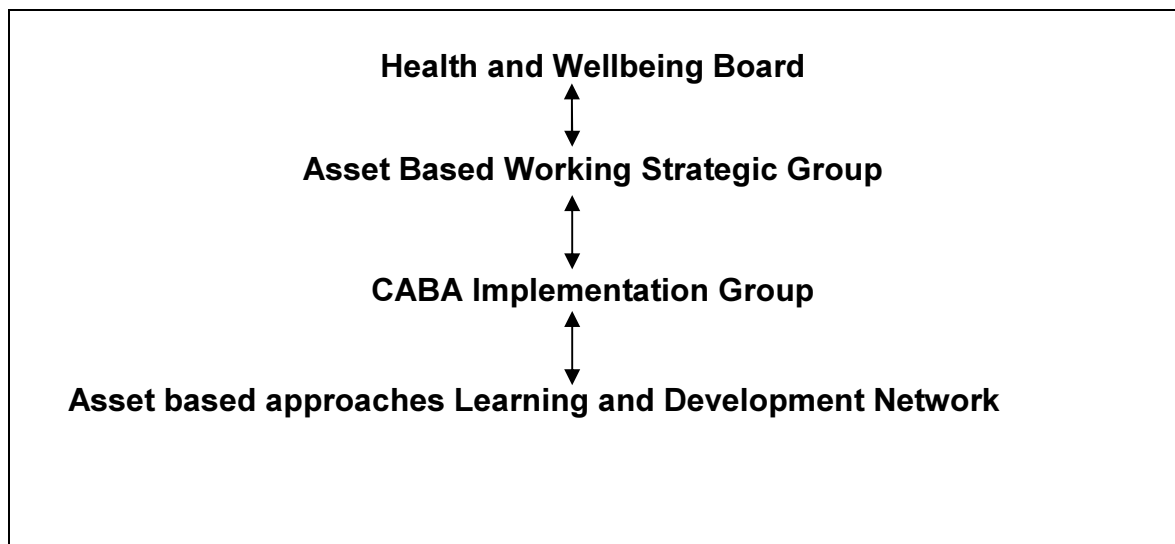 Health and Wellbeing Board
Asset Based Working Strategic Group
CABA Implementation Group
Asset based approaches Learning and Development Network